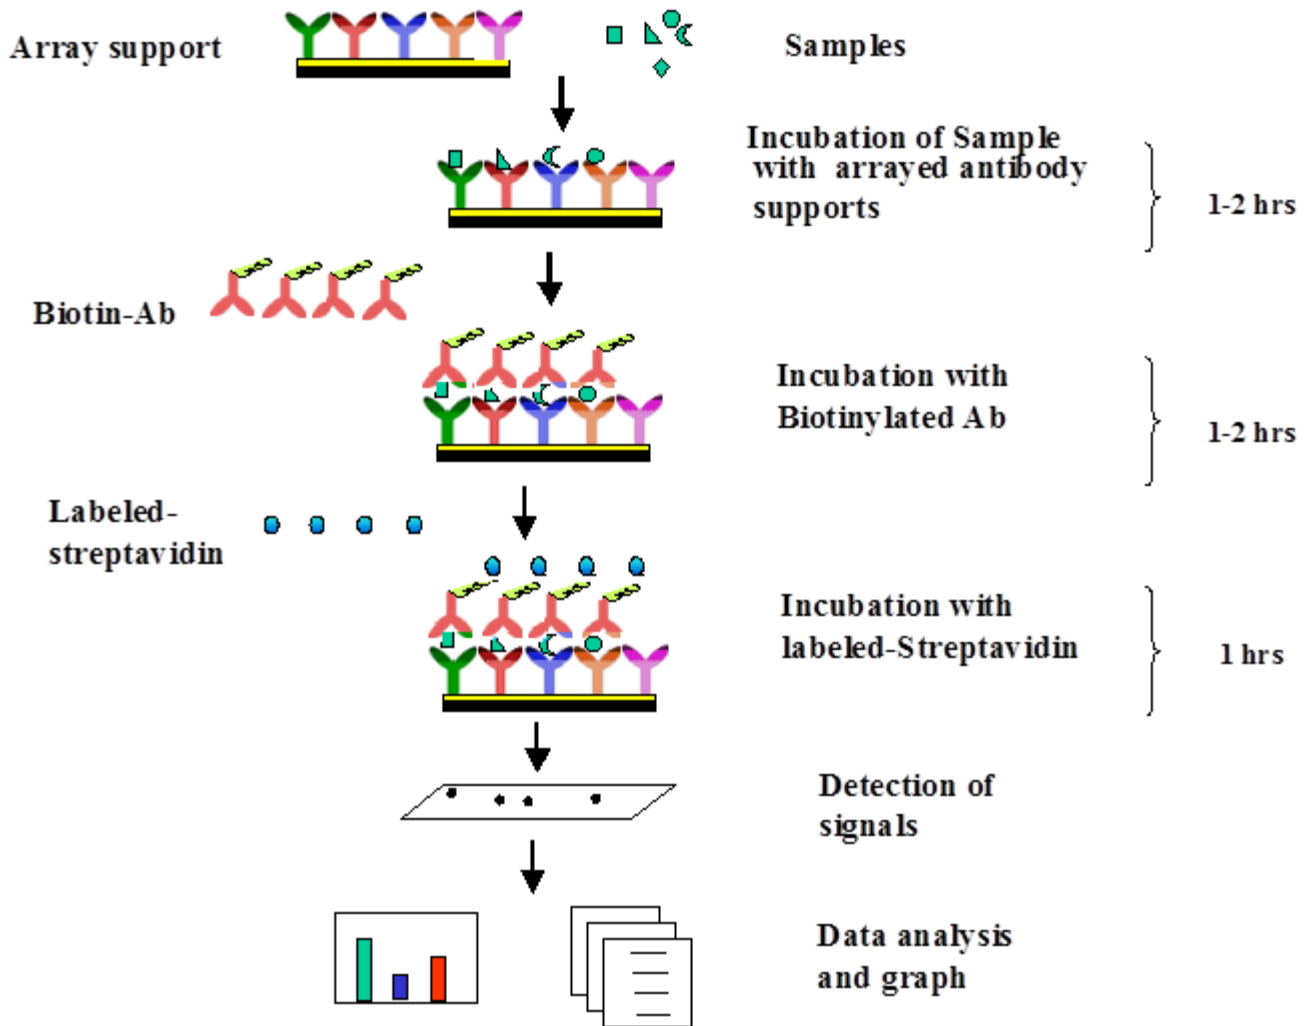 Array support
Samples
Incubation of Sample
with arrayed antibody
supports
1-2 hrs
Biotin-Ab
Incubation with
Biotinylated Ab
1-2 hrs
Labeled-
streptavidin
Incubation with
labeled-Streptavidin
1 hrs
Detection of
signals
Data analysis
and graph